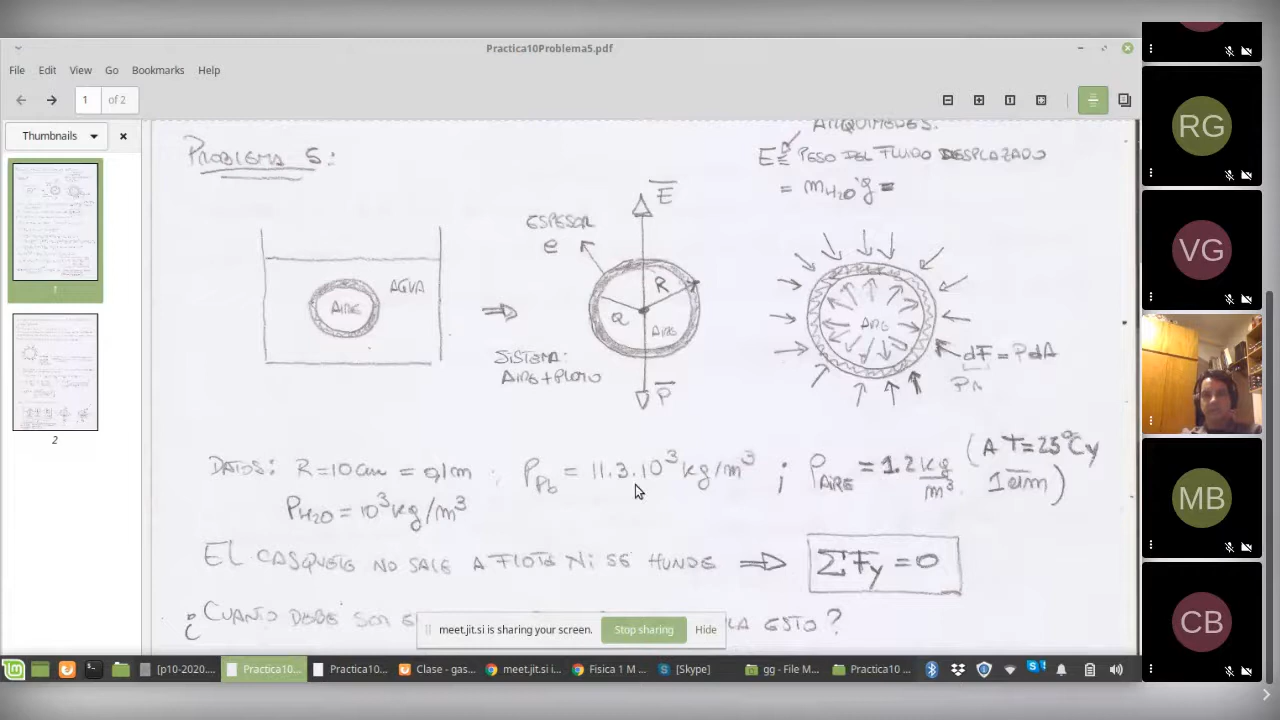 Practica10Problema5.pdf
File Edit View Go Bookmarks Help
1 of 2
Thumbnails
1
2
ARQUIMEDES.
PROBLEMA 5:
E = PESO DEL FLUIDO DESPLAZADO
= mH2O g =
E
ESPESOR
e
R
a
AIRE
AGUA
AIRE
AIRE
SISTEMA:
AIRE + PLOMO
P
dF = PdA
DATOS: R=10cm = 0,1m ; ρPb = 11.3.10³ kg/m³ ; ρAIRE = 1.2 kg/m³ (A T=25°C y 1 atm)
ρH2O = 10³ kg/m³
EL CASQUETE NO SALE A FLOTE NI SE HUNDE ⇒ ΣFy = 0
¿CUANTO DEBE SER ESTO?
meet.jit.si is sharing your screen. Stop sharing Hide
[p10-2020... Practica10... Practica10... Clase - gas... meet.jit.si i... Fisica 1 M ... [Skype] gg - File M... Practica10 ...
RG
VG
MB
CB